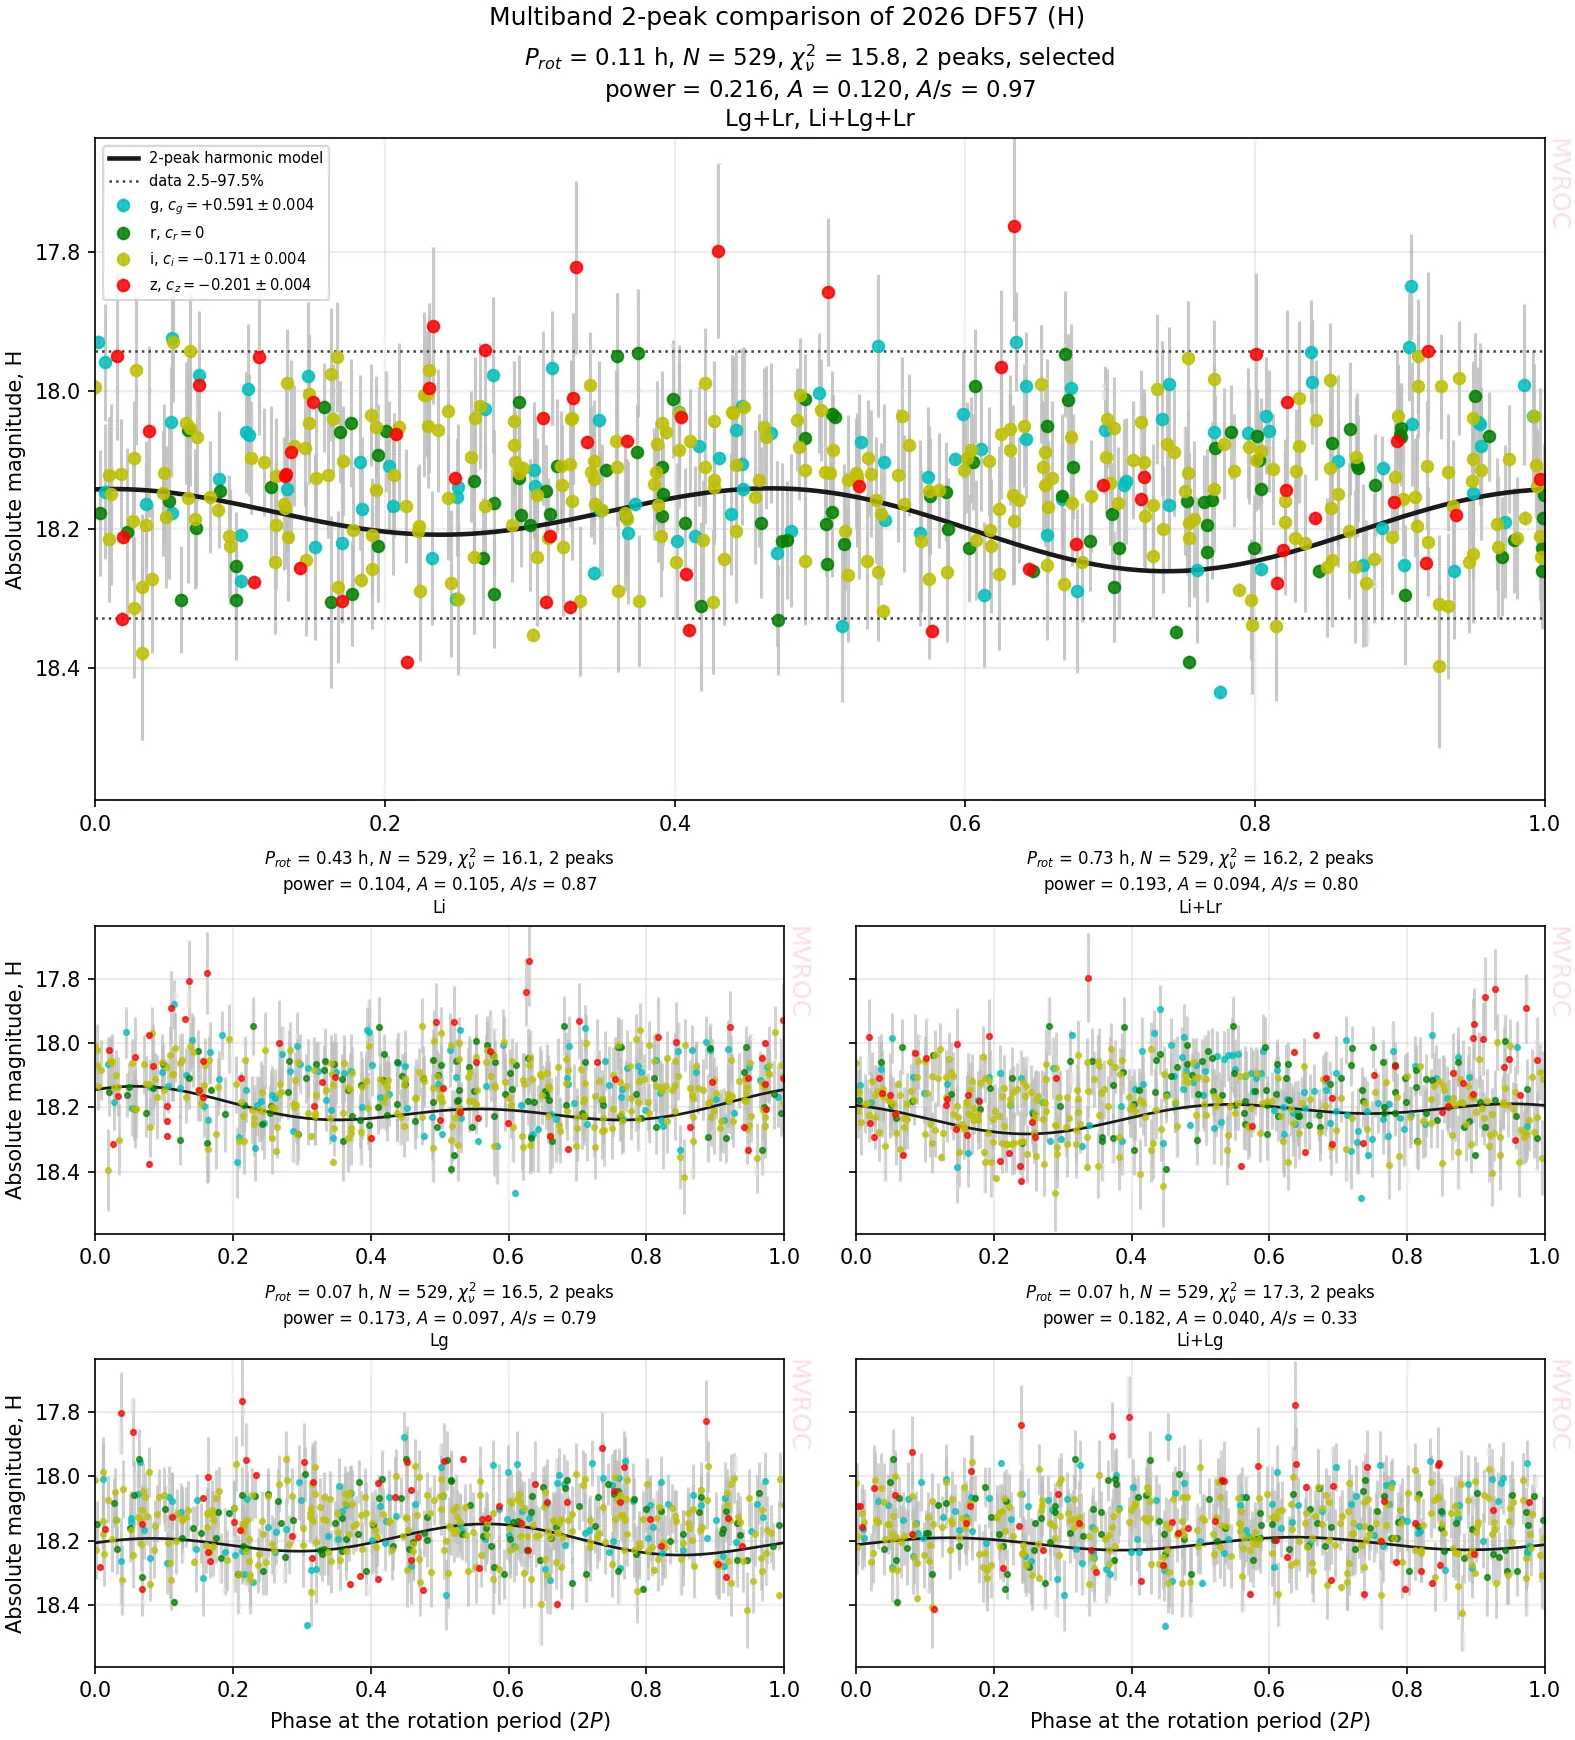 Multiband 2-peak comparison of 2026 DF57 (H)
P_rot = 0.11 h, N = 529, χ²_ν = 15.8, 2 peaks, selected
power = 0.216, A = 0.120, A/s = 0.97
Lg+Lr, Li+Lg+Lr
2-peak harmonic model
data 2.5–97.5%
g, c_g = +0.591 ± 0.004
r, c_r = 0
i, c_i = −0.171 ± 0.004
z, c_z = −0.201 ± 0.004
MVROC
Absolute magnitude, H
17.8
18.0
18.2
18.4
0.0 0.2 0.4 0.6 0.8 1.0
P_rot = 0.43 h, N = 529, χ²_ν = 16.1, 2 peaks
power = 0.104, A = 0.105, A/s = 0.87
Li
MVROC
Absolute magnitude, H
17.8
18.0
18.2
18.4
0.0 0.2 0.4 0.6 0.8 1.0
P_rot = 0.73 h, N = 529, χ²_ν = 16.2, 2 peaks
power = 0.193, A = 0.094, A/s = 0.80
Li+Lr
MVROC
0.0 0.2 0.4 0.6 0.8 1.0
P_rot = 0.07 h, N = 529, χ²_ν = 16.5, 2 peaks
power = 0.173, A = 0.097, A/s = 0.79
Lg
MVROC
Absolute magnitude, H
17.8
18.0
18.2
18.4
0.0 0.2 0.4 0.6 0.8 1.0
Phase at the rotation period (2P)
P_rot = 0.07 h, N = 529, χ²_ν = 17.3, 2 peaks
power = 0.182, A = 0.040, A/s = 0.33
Li+Lg
MVROC
0.0 0.2 0.4 0.6 0.8 1.0
Phase at the rotation period (2P)